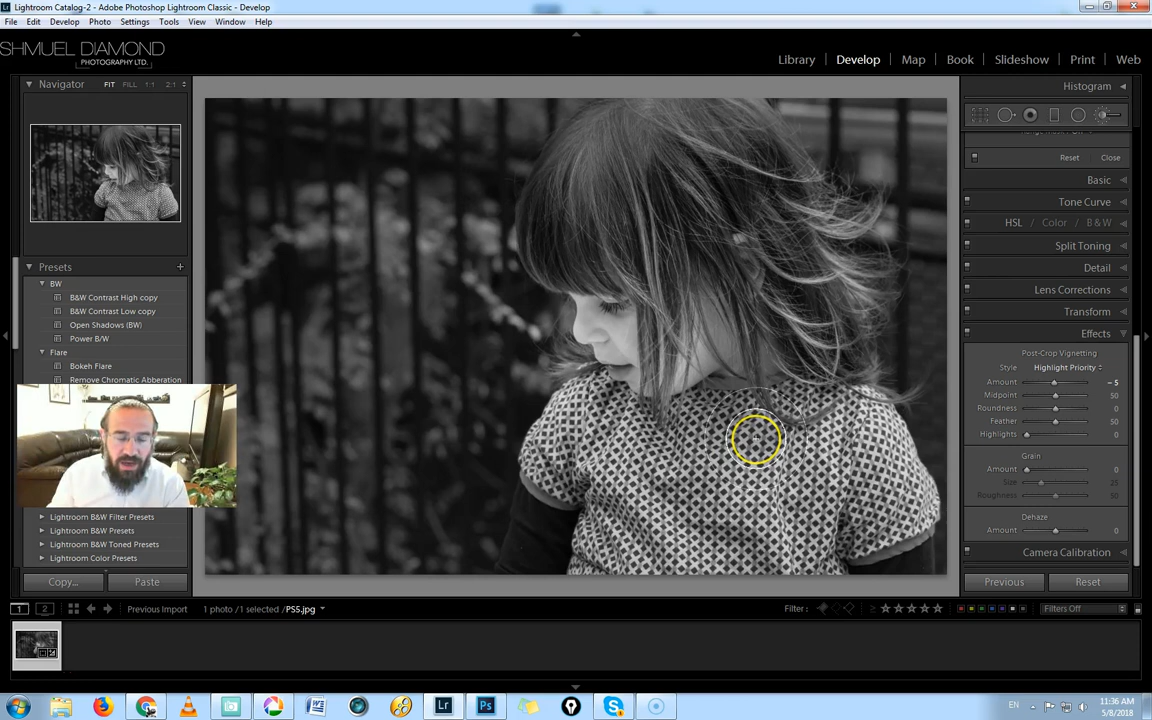 Lightroom Catalog-2 - Adobe Photoshop Lightroom Classic - Develop
File Edit Develop Photo Settings Tools View Window Help
SHMUEL DIAMOND
PHOTOGRAPHY LTD.
Library Develop Map Book Slideshow Print Web
Navigator FIT FILL 1:1 2:1
Histogram
Reset Close
Basic
Tone Curve
HSL / Color / B & W
Split Toning
Detail
Lens Corrections
Transform
Effects
Post-Crop Vignetting
Style Highlight Priority
Amount - 5
Midpoint 50
Roundness 0
Feather 50
Highlights 0
Grain
Amount 0
Size 25
Roughness 50
Dehaze
Amount 0
Camera Calibration
Previous Reset
Presets +
BW
B&W Contrast High copy
B&W Contrast Low copy
Open Shadows (BW)
Power B/W
Flare
Bokeh Flare
Remove Chromatic Abberation
Lightroom B&W Filter Presets
Lightroom B&W Presets
Lightroom B&W Toned Presets
Lightroom Color Presets
Copy... Paste
1 2 Previous Import 1 photo /1 selected /PS5.jpg Filter : Filters Off
EN 11:36 AM
5/8/2018